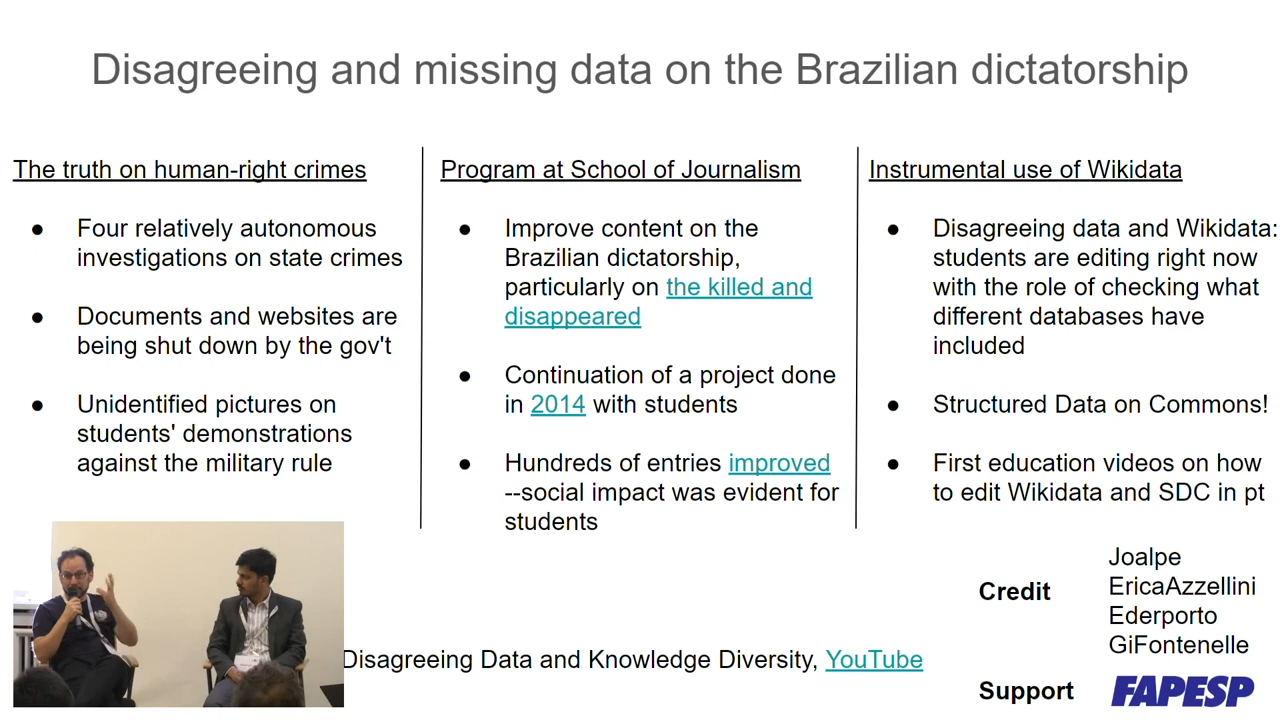 Disagreeing and missing data on the Brazilian dictatorship
The truth on human-right crimes
● Four relatively autonomous
investigations on state crimes
● Documents and websites are
being shut down by the gov't
● Unidentified pictures on
students' demonstrations
against the military rule
Program at School of Journalism
● Improve content on the
Brazilian dictatorship,
particularly on the killed and
disappeared
● Continuation of a project done
in 2014 with students
● Hundreds of entries improved
--social impact was evident for
students
Instrumental use of Wikidata
● Disagreeing data and Wikidata:
students are editing right now
with the role of checking what
different databases have
included
● Structured Data on Commons!
● First education videos on how
to edit Wikidata and SDC in pt
Disagreeing Data and Knowledge Diversity, YouTube
Credit
Joalpe
EricaAzzellini
Ederporto
GiFontenelle
Support
FAPESP